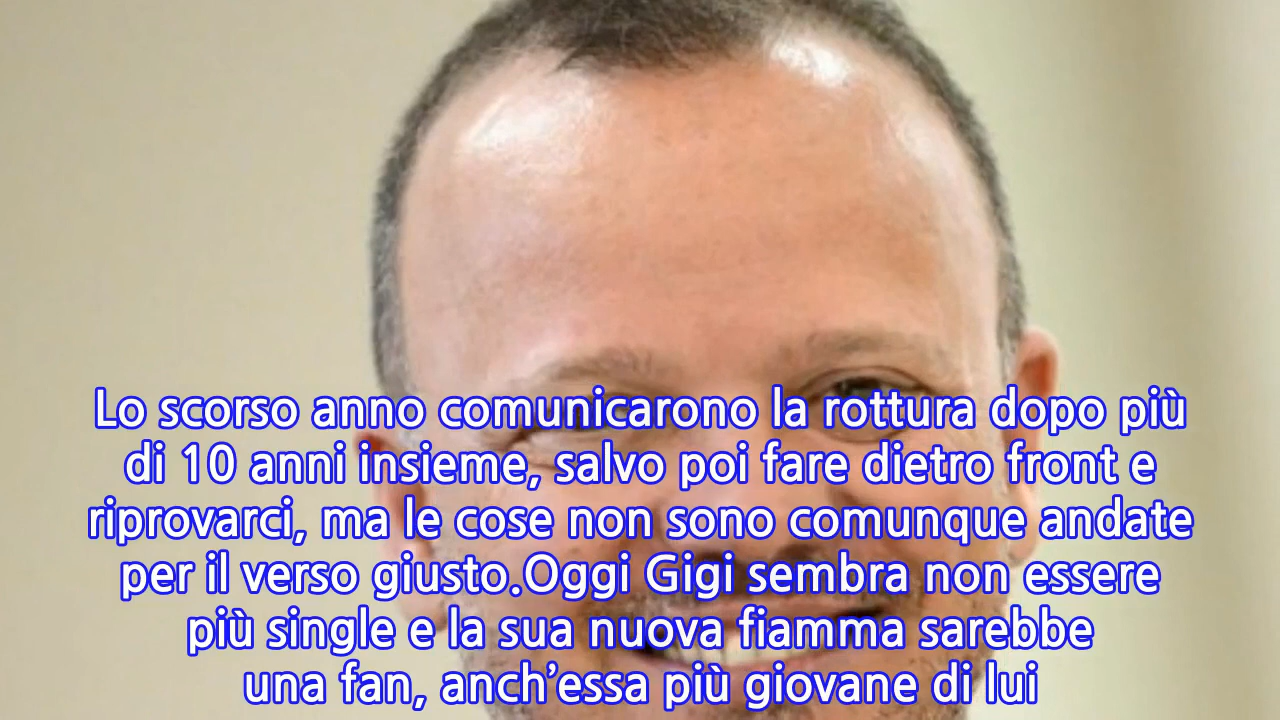 Lo scorso anno comunicarono la rottura dopo più
di 10 anni insieme, salvo poi fare dietro front e
riprovarci, ma le cose non sono comunque andate
per il verso giusto.Oggi Gigi sembra non essere
più single e la sua nuova fiamma sarebbe
una fan, anch’essa più giovane di lui